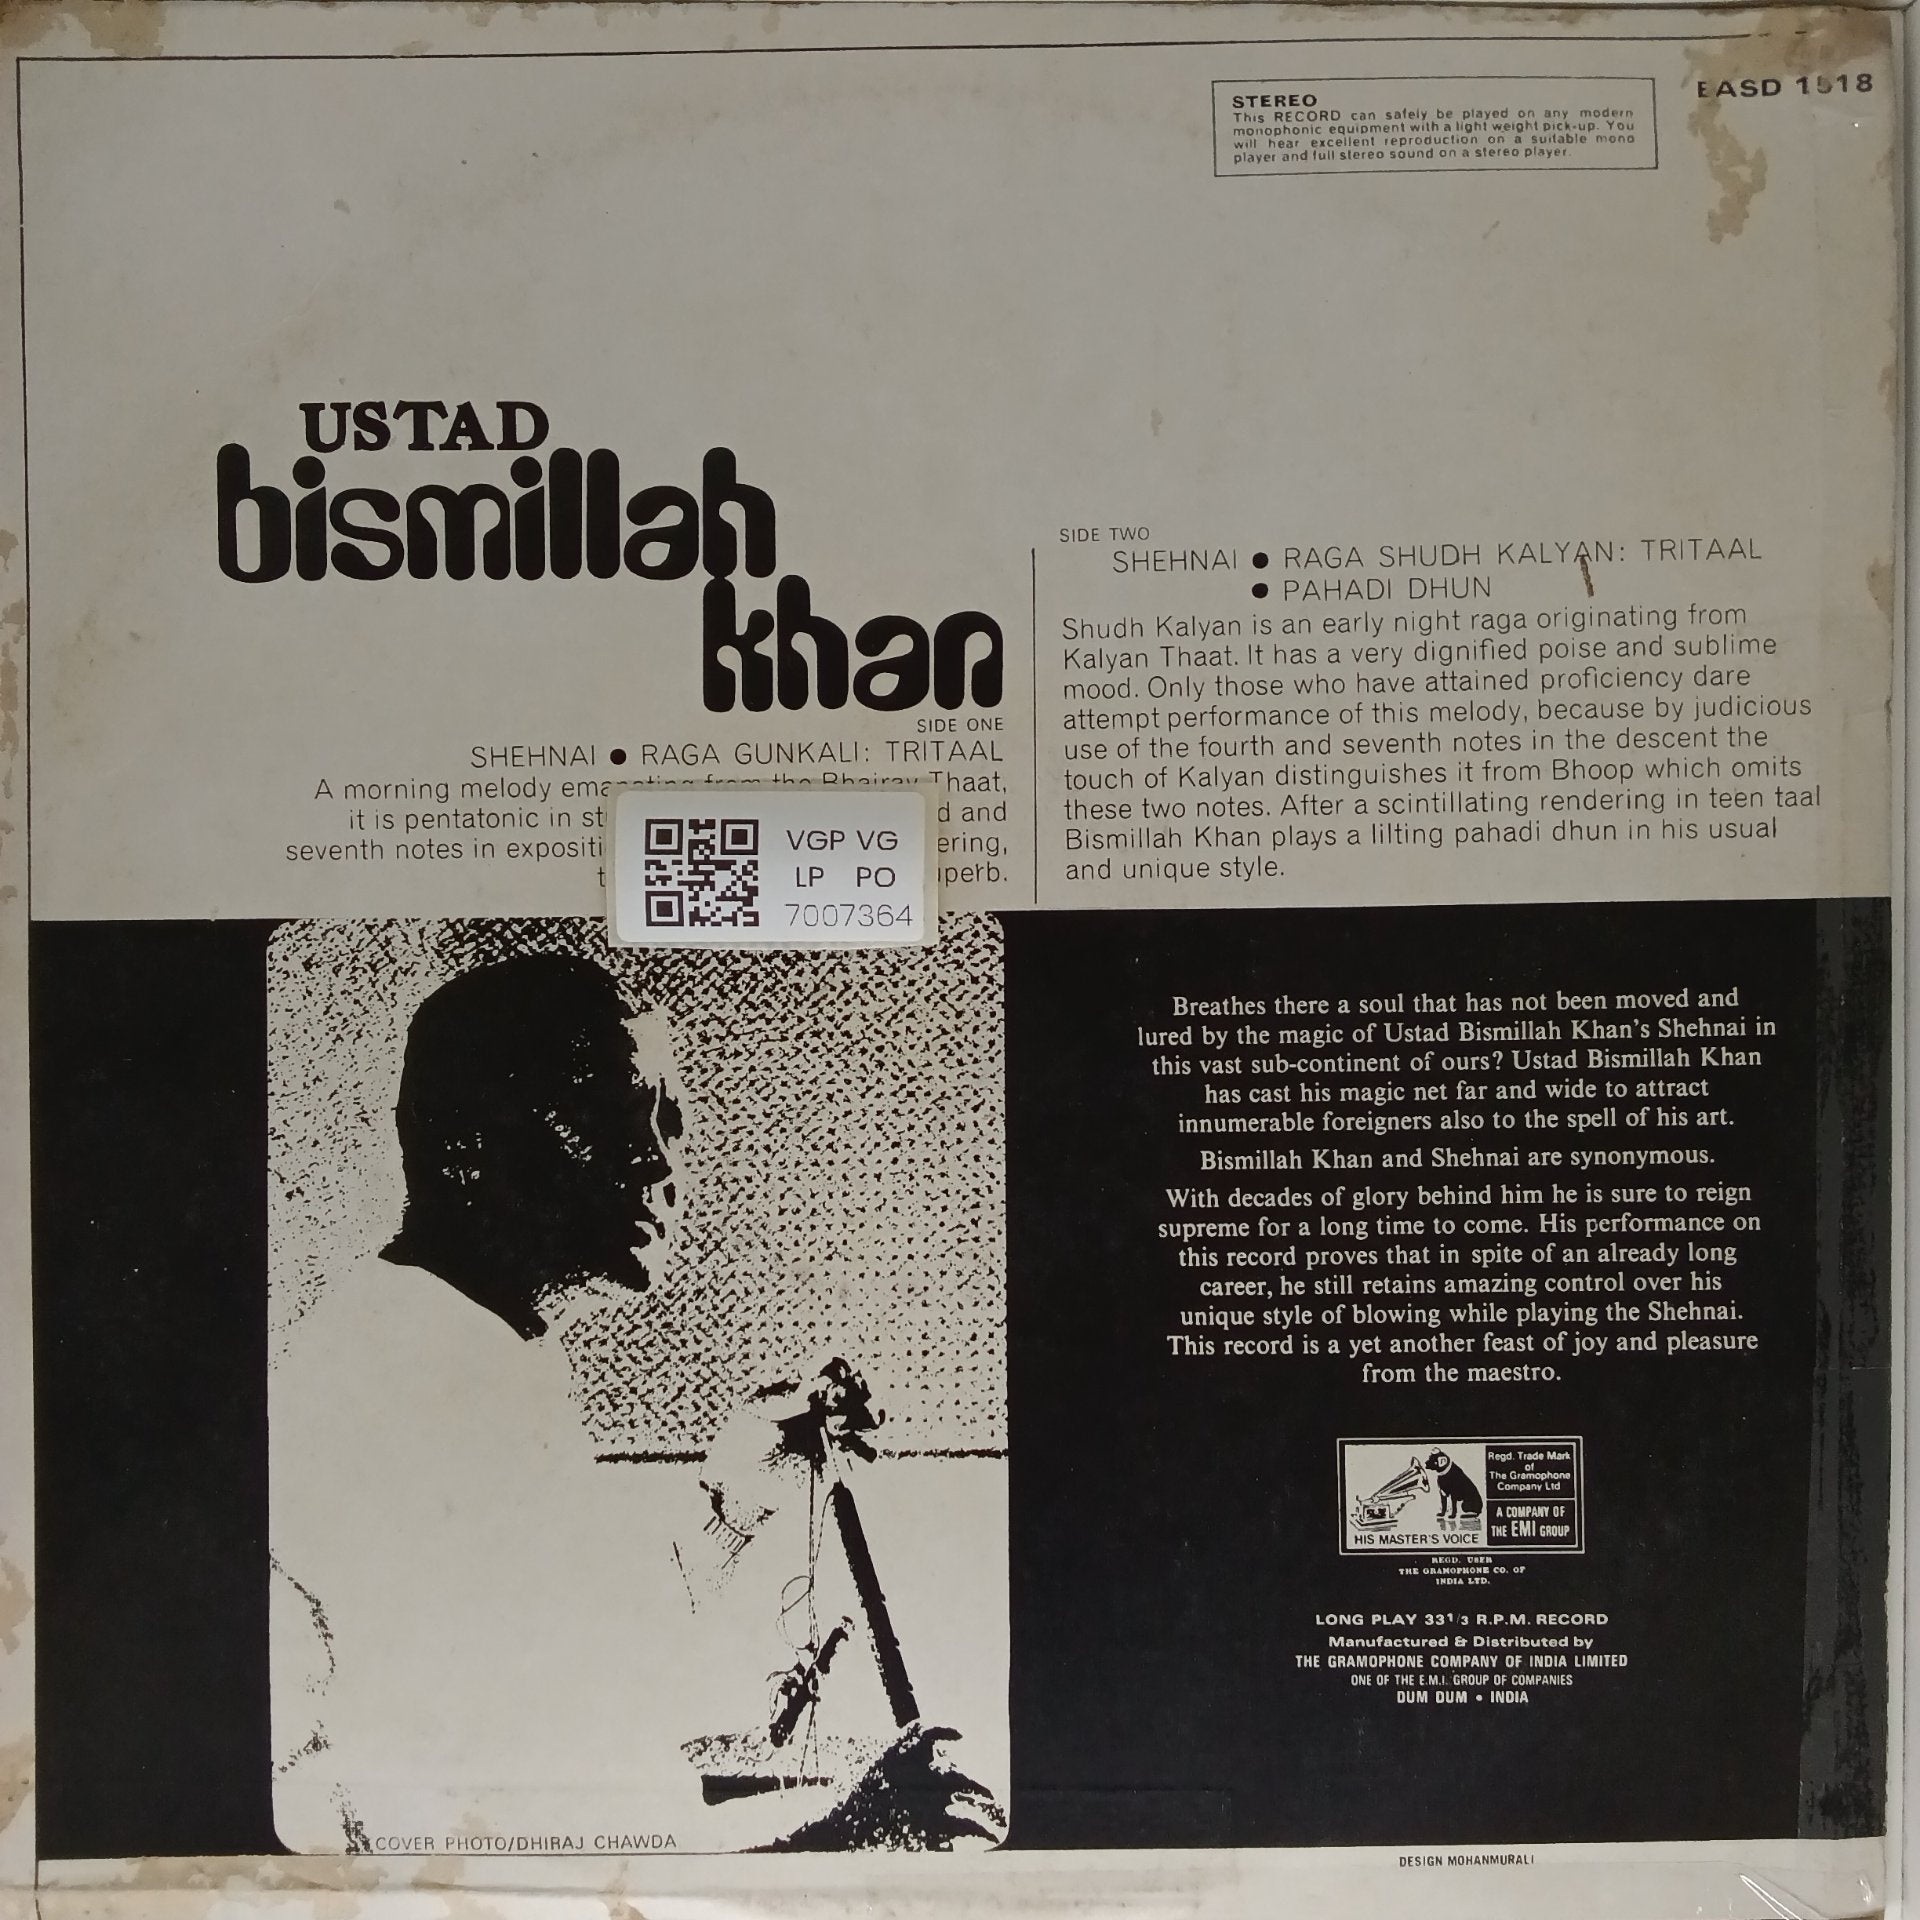 EASD 1518
STEREO
This RECORD can safely be played on any modern
monophonic equipment with a light weight pick-up. You
will hear excellent reproduction on a suitable mono
player and full stereo sound on a stereo player.
USTAD
bismillah
khan
SIDE ONE
SHEHNAI ● RAGA GUNKALI: TRITAAL
A morning melody emanating from the Bhairav Thaat,
it is pentatonic in d and
seventh notes in ering,
perb.
VGP VG
LP PO
7007364
SIDE TWO
SHEHNAI ● RAGA SHUDH KALYAN: TRITAAL
● PAHADI DHUN
Shudh Kalyan is an early night raga originating from
Kalyan Thaat. It has a very dignified poise and sublime
mood. Only those who have attained proficiency dare
attempt performance of this melody, because by judicious
use of the fourth and seventh notes in the descent the
touch of Kalyan distinguishes it from Bhoop which omits
these two notes. After a scintillating rendering in teen taal
Bismillah Khan plays a lilting pahadi dhun in his usual
and unique style.
Breathes there a soul that has not been moved and
lured by the magic of Ustad Bismillah Khan's Shehnai in
this vast sub-continent of ours? Ustad Bismillah Khan
has cast his magic net far and wide to attract
innumerable foreigners also to the spell of his art.
Bismillah Khan and Shehnai are synonymous.
With decades of glory behind him he is sure to reign
supreme for a long time to come. His performance on
this record proves that in spite of an already long
career, he still retains amazing control over his
unique style of blowing while playing the Shehnai.
This record is a yet another feast of joy and pleasure
from the maestro.
Regd. Trade Mark
of
The Gramophone
Company Ltd
A COMPANY OF
THE EMI GROUP
HIS MASTER'S VOICE
REGD. USER
THE GRAMOPHONE CO. OF
INDIA LTD.
LONG PLAY 33 1/3 R.P.M. RECORD
Manufactured & Distributed by
THE GRAMOPHONE COMPANY OF INDIA LIMITED
ONE OF THE E.M.I. GROUP OF COMPANIES
DUM DUM • INDIA
COVER PHOTO/DHIRAJ CHAWDA
DESIGN MOHANMURALI